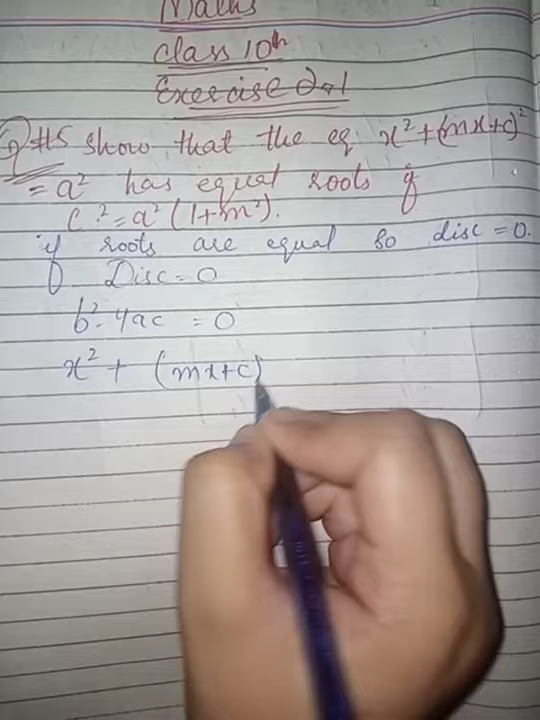 Maths
Class 10th
Exercise 2.1
Q #5 Show that the eq x²+(mx+c)²
= a² has equal roots if
C² = a² (1+m²).
if roots are equal so disc = 0.
Disc = 0
b² - 4ac = 0
x² + (mx+c)